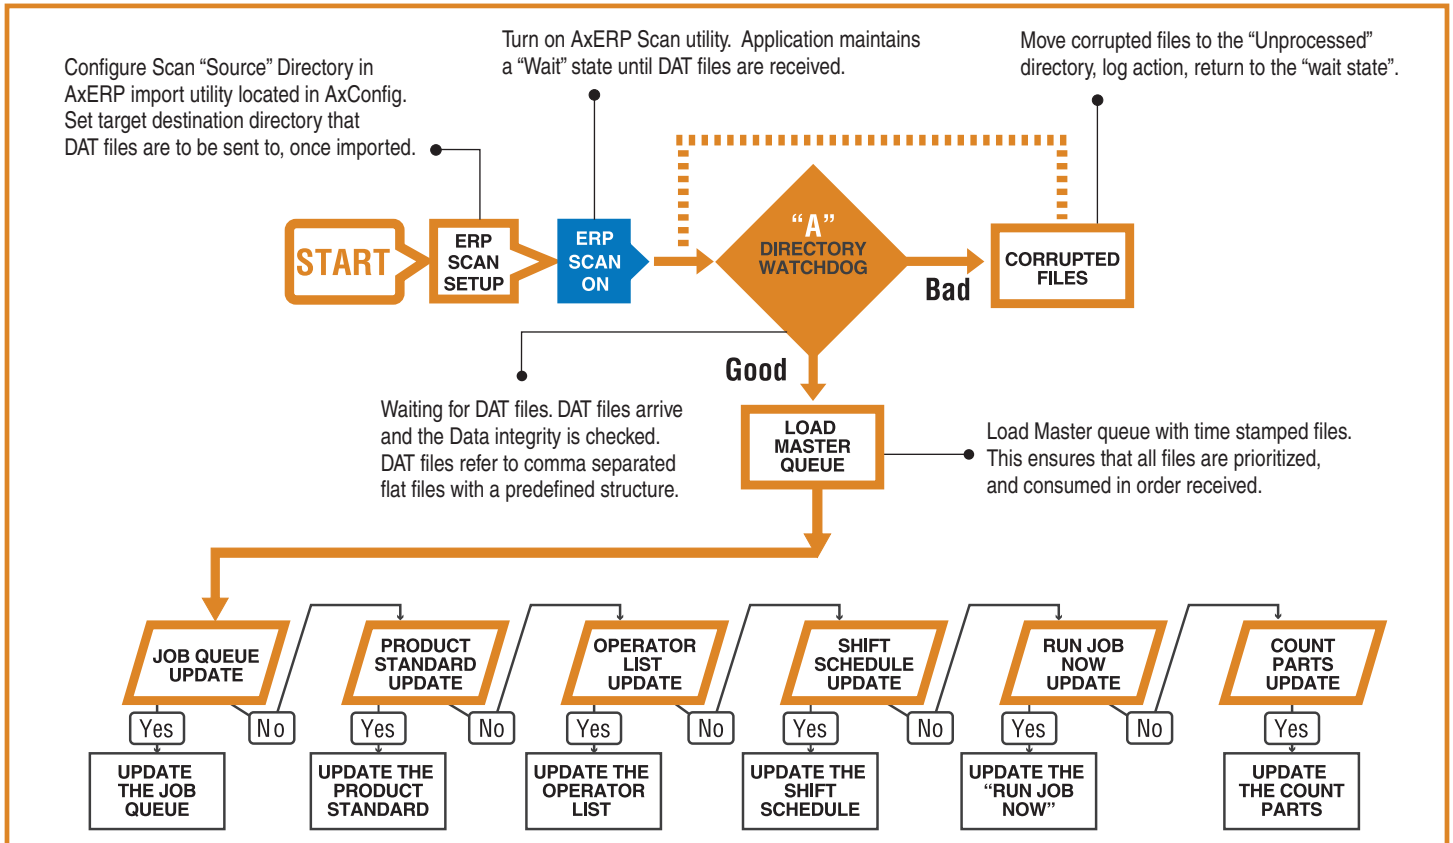 Configure Scan “Source” Directory in
AxERP import utility located in AxConfig.
Set target destination directory that
DAT files are to be sent to, once imported.
Turn on AxERP Scan utility.  Application maintains
a “Wait” state until DAT files are received.
Move corrupted files to the “Unprocessed”
directory, log action, return to the “wait state”.
START
ERP
SCAN
SETUP
ERP
SCAN
ON
“A”
DIRECTORY
WATCHDOG
Bad
CORRUPTED
FILES
Good
Waiting for DAT files. DAT files arrive
and the Data integrity is checked.
DAT files refer to comma separated
flat files with a predefined structure.
LOAD
MASTER
QUEUE
Load Master queue with time stamped files.
This ensures that all files are prioritized,
and consumed in order received.
JOB QUEUE
UPDATE
PRODUCT
STANDARD
UPDATE
OPERATOR
LIST
UPDATE
SHIFT
SCHEDULE
UPDATE
RUN JOB
NOW
UPDATE
COUNT
PARTS
UPDATE
Yes
No
Yes
No
Yes
No
Yes
No
Yes
No
Yes
UPDATE
THE JOB
QUEUE
UPDATE THE
PRODUCT
STANDARD
UPDATE THE
OPERATOR
LIST
UPDATE THE
SHIFT
SCHEDULE
UPDATE THE
“RUN JOB
NOW”
UPDATE
THE COUNT
PARTS